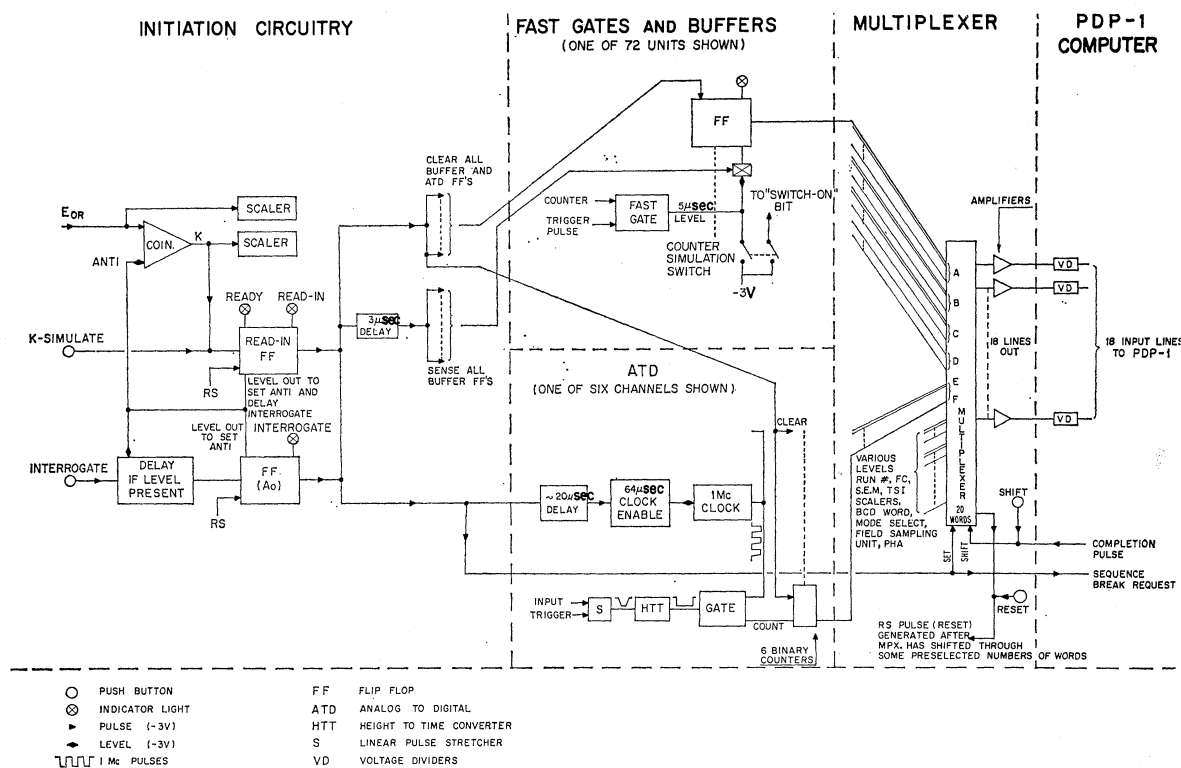 INITIATION CIRCUITRY
FAST GATES AND BUFFERS
(ONE OF 72 UNITS SHOWN)
MULTIPLEXER
PDP-1
COMPUTER
FF
CLEAR ALL
BUFFER AND
ATD FF'S
EOR
SCALER
COIN.
K
SCALER
ANTI
COUNTER
TRIGGER
PULSE
FAST
GATE
5μsec
LEVEL
TO "SWITCH-ON"
BIT
COUNTER
SIMULATION
SWITCH
-3V
AMPLIFIERS
A
B
C
D
E
F
MULTIPLEXER
20
WORDS
VD
VD
VD
18 LINES
OUT
18 INPUT LINES
TO PDP-1
READY
READ-IN
K-SIMULATE
READ-IN
FF
RS
3μsec
DELAY
SENSE ALL
BUFFER FF'S
LEVEL OUT TO
SET ANTI AND
DELAY
INTERROGATE
LEVEL OUT
TO SET
ANTI
INTERROGATE
INTERROGATE
DELAY
IF LEVEL
PRESENT
FF.
(A0)
RS
ATD
(ONE OF SIX CHANNELS SHOWN)
CLEAR
~20μsec
DELAY
64μsec
CLOCK
ENABLE
1Mc
CLOCK
VARIOUS
LEVELS
RUN #, FC,
S.E.M, TSI
SCALERS,
BCD WORD,
MODE SELECT,
FIELD SAMPLING
UNIT, PHA
SHIFT
SET
SHIFT
COMPLETION
PULSE
SEQUENCE
BREAK REQUEST
RESET
INPUT
TRIGGER
S
HTT
GATE
COUNT
6 BINARY
COUNTERS
RS PULSE (RESET)
GENERATED AFTER
MPX. HAS SHIFTED THROUGH
SOME PRESELECTED NUMBERS OF WORDS
PUSH BUTTON
INDICATOR LIGHT
PULSE (-3V)
LEVEL (-3V)
1 Mc PULSES
FF FLIP FLOP
ATD ANALOG TO DIGITAL
HTT HEIGHT TO TIME CONVERTER
S LINEAR PULSE STRETCHER
VD VOLTAGE DIVIDERS